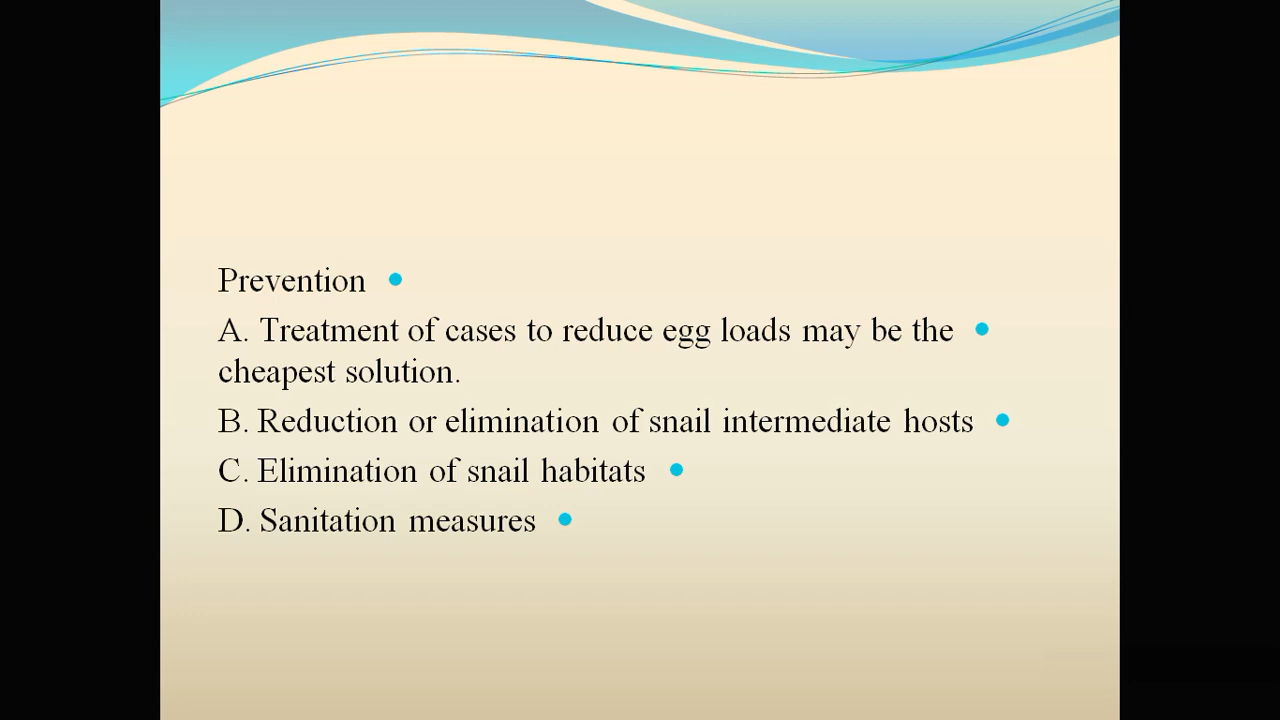 Prevention
A. Treatment of cases to reduce egg loads may be the
cheapest solution.
B. Reduction or elimination of snail intermediate hosts
C. Elimination of snail habitats
D. Sanitation measures